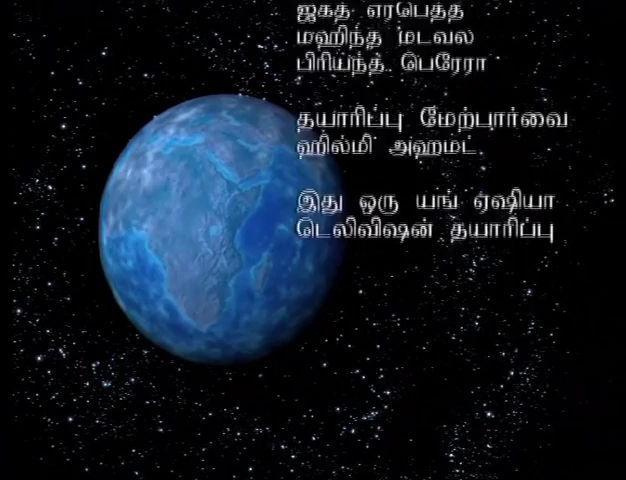 ஜகத் எரபெத்த
மஹிந்த மடவல
பிரியந்த் பெரேரா
தயாரிப்பு மேற்பார்வை
ஹில்மி அஹமட்
இது ஒரு யங் ஏஷியா
டெலிவிஷன் தயாரிப்பு